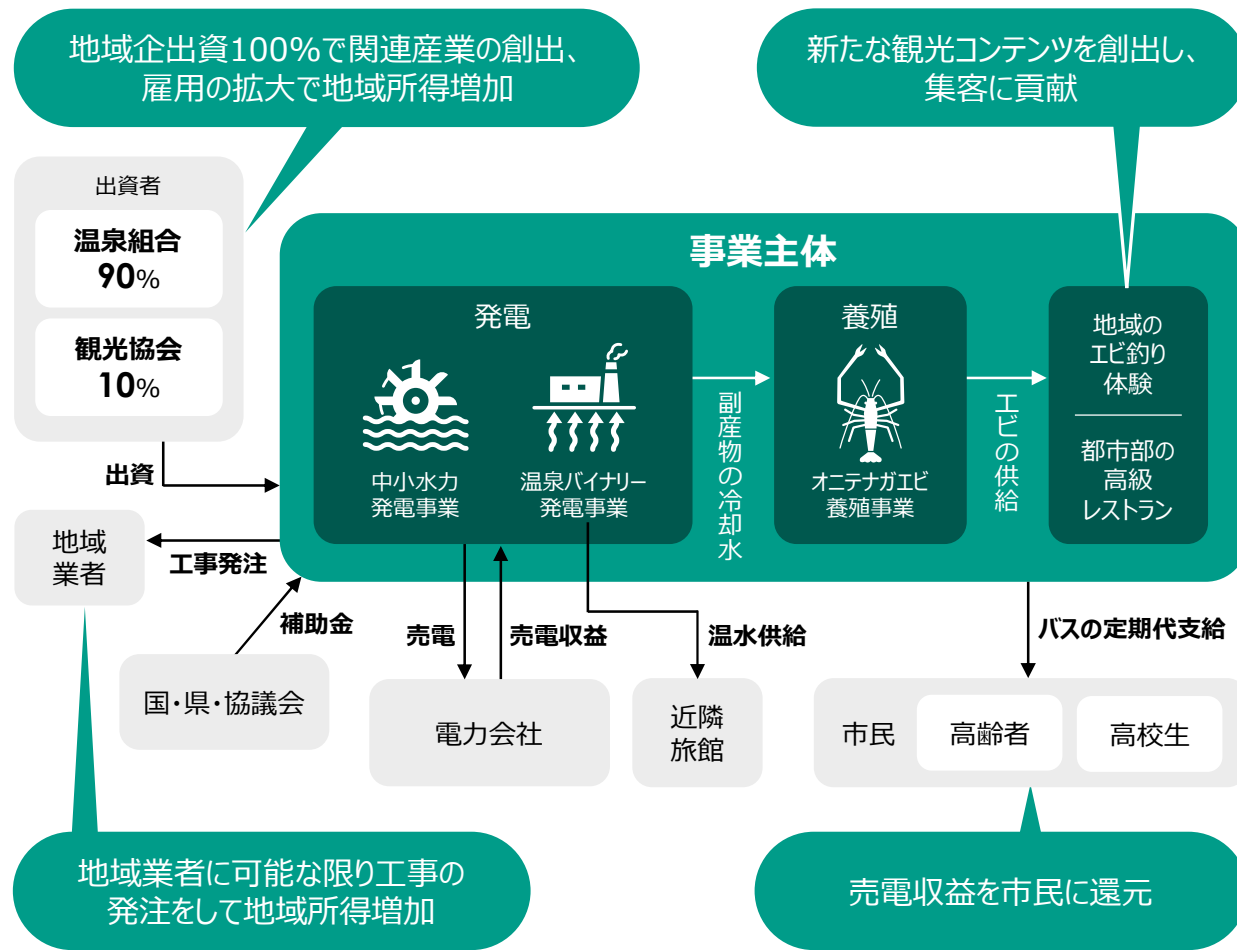 地域企出資100%で関連産業の創出、
雇用の拡大で地域所得増加
新たな観光コンテンツを創出し、
集客に貢献
出資者
温泉組合
90%
観光協会
10%
出資
事業主体
発電
中小水力
発電事業
温泉バイナリー
発電事業
副産物の冷却水
養殖
オニテナガエビ
養殖事業
エビの供給
地域の
エビ釣り
体験
都市部の
高級
レストラン
地域
業者
工事発注
補助金
国・県・協議会
売電
売電収益
電力会社
温水供給
近隣
旅館
バスの定期代支給
市民
高齢者
高校生
地域業者に可能な限り工事の
発注をして地域所得増加
売電収益を市民に還元